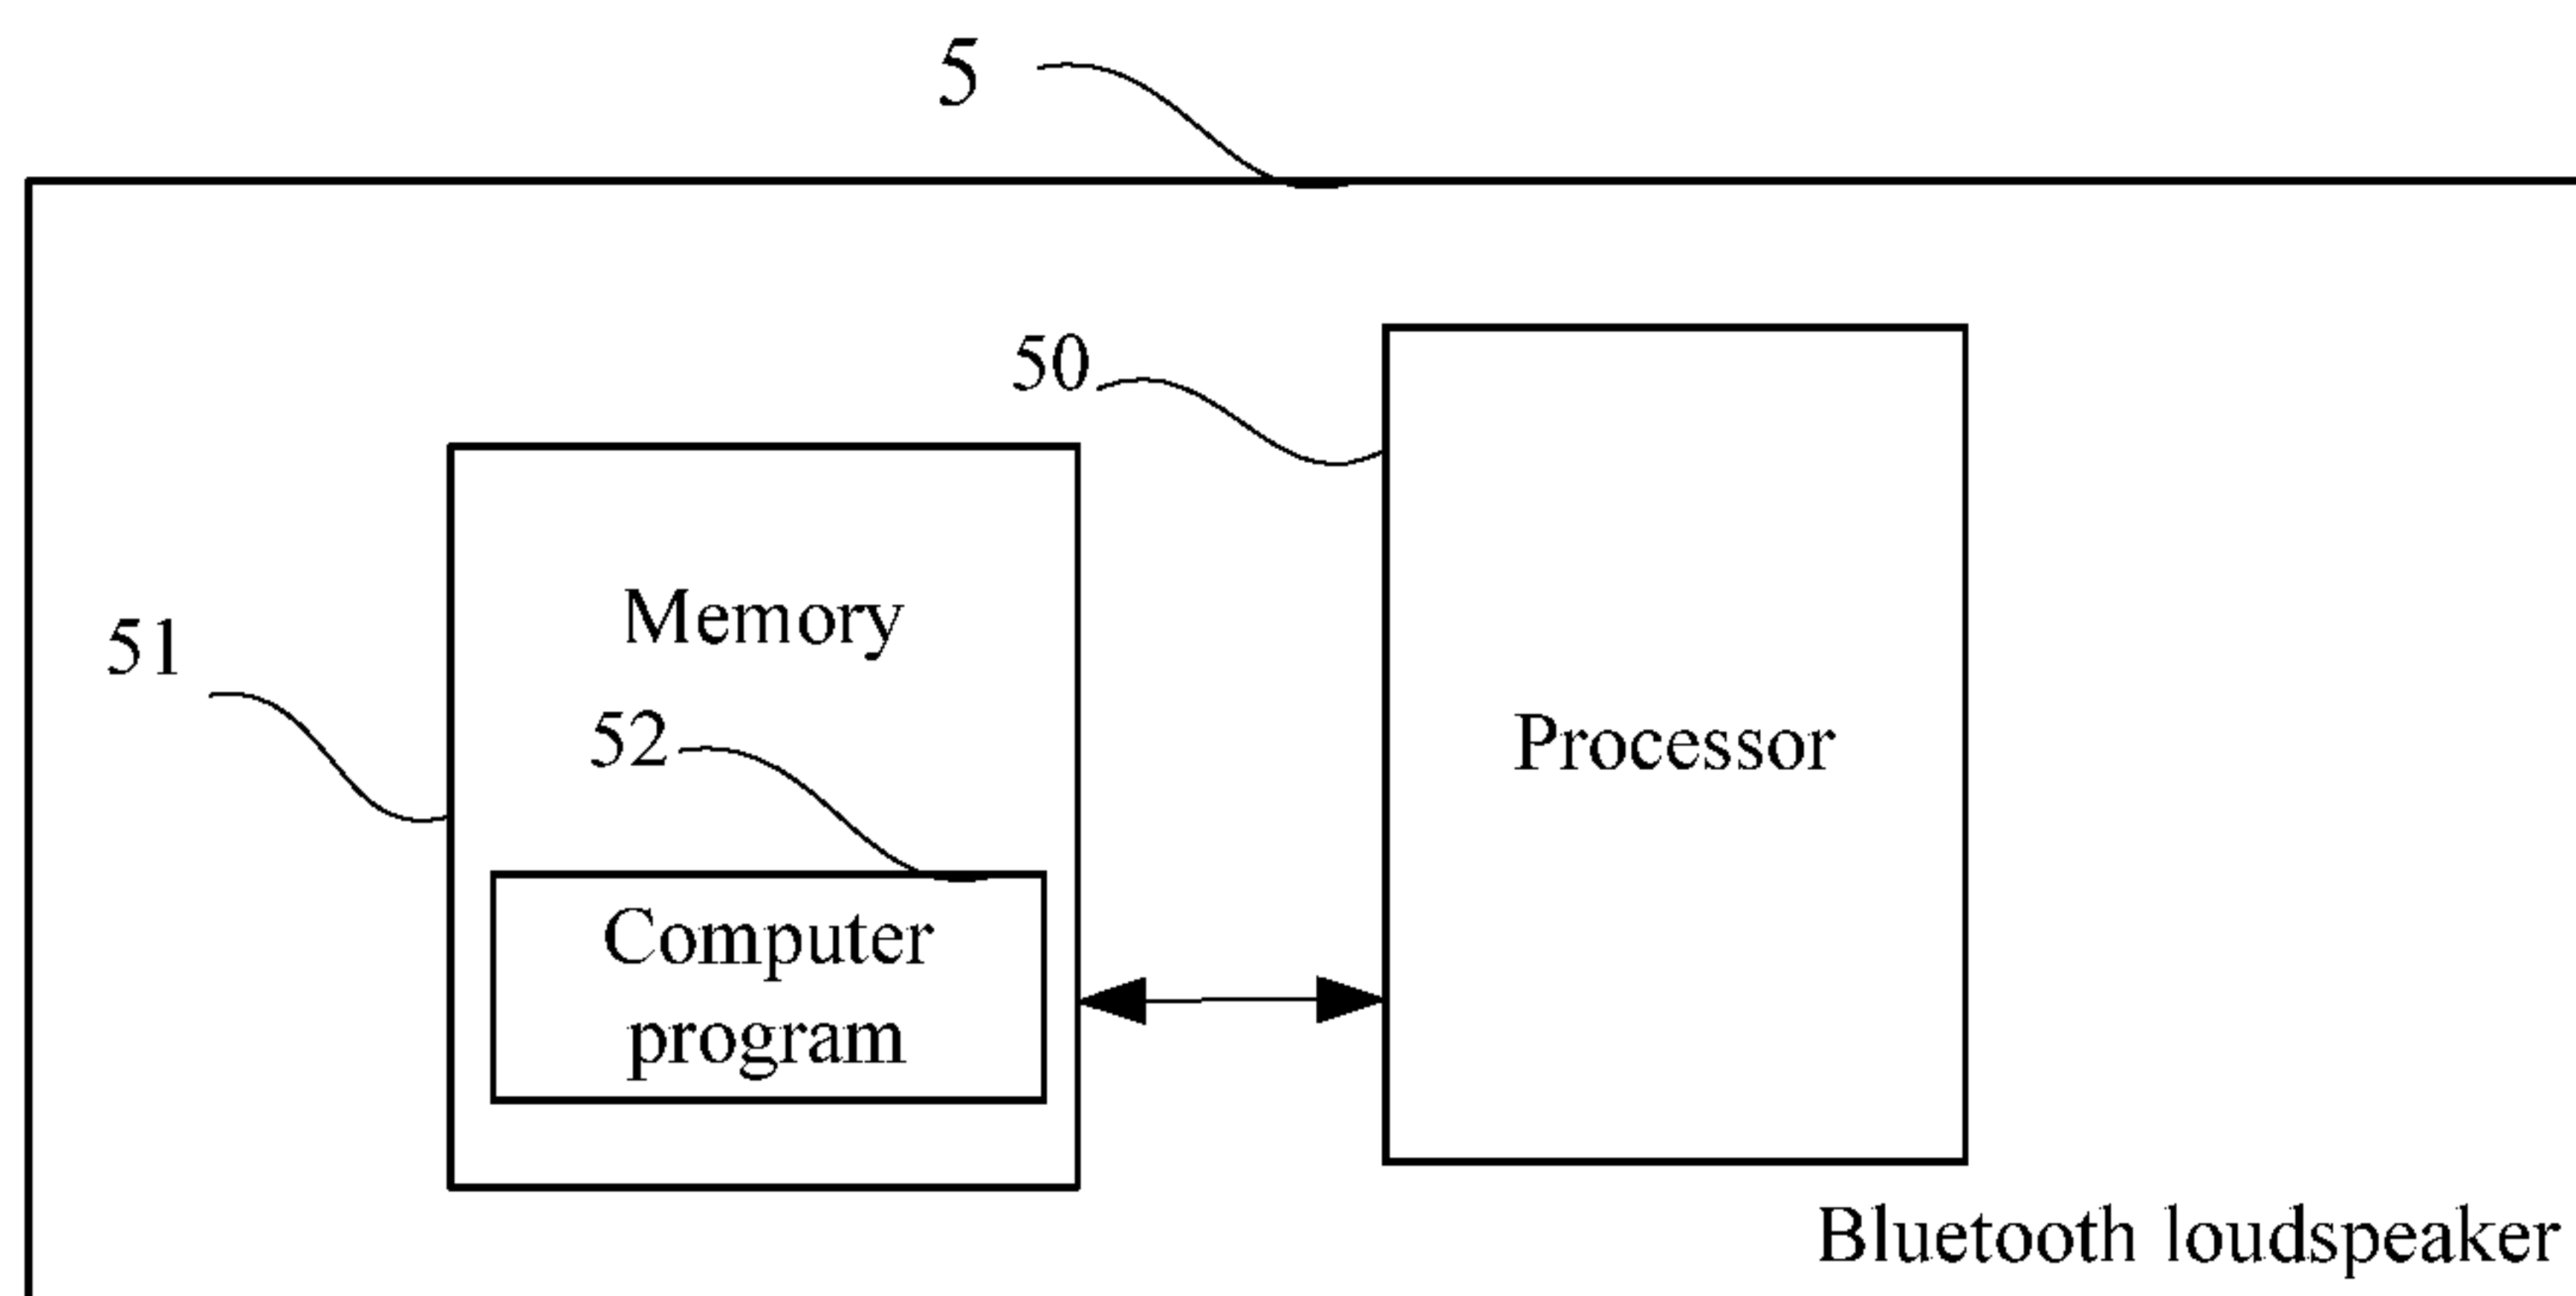 5
50
Memory
51
52
Processor
Computer
program
Bluetooth loudspeaker